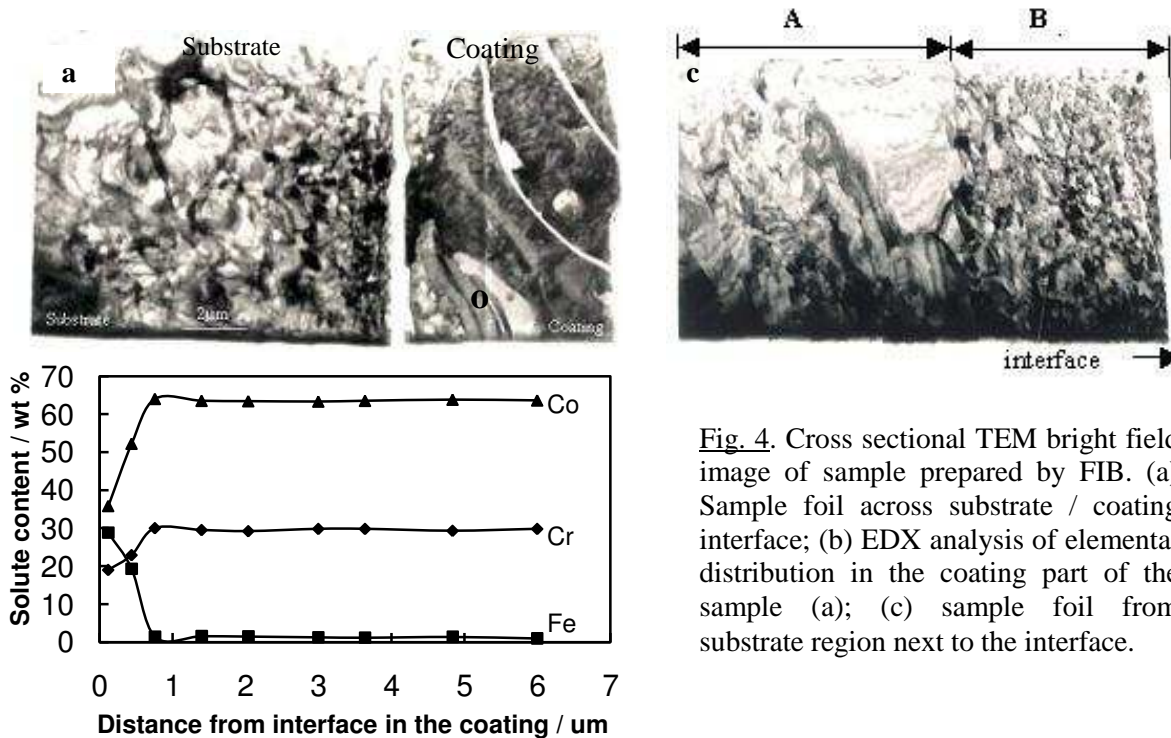 Substrate
Coating
a
Substrate
2µm
O
Coating
A
B
c
interface
70
60
50
40
30
20
10
0
Solute content / wt %
Co
Cr
Fe
0 1 2 3 4 5 6 7
Distance from interface in the coating / um
Fig. 4. Cross sectional TEM bright field
image of sample prepared by FIB. (a)
Sample foil across substrate / coating
interface; (b) EDX analysis of elementa
distribution in the coating part of the
sample (a); (c) sample foil from
substrate region next to the interface.